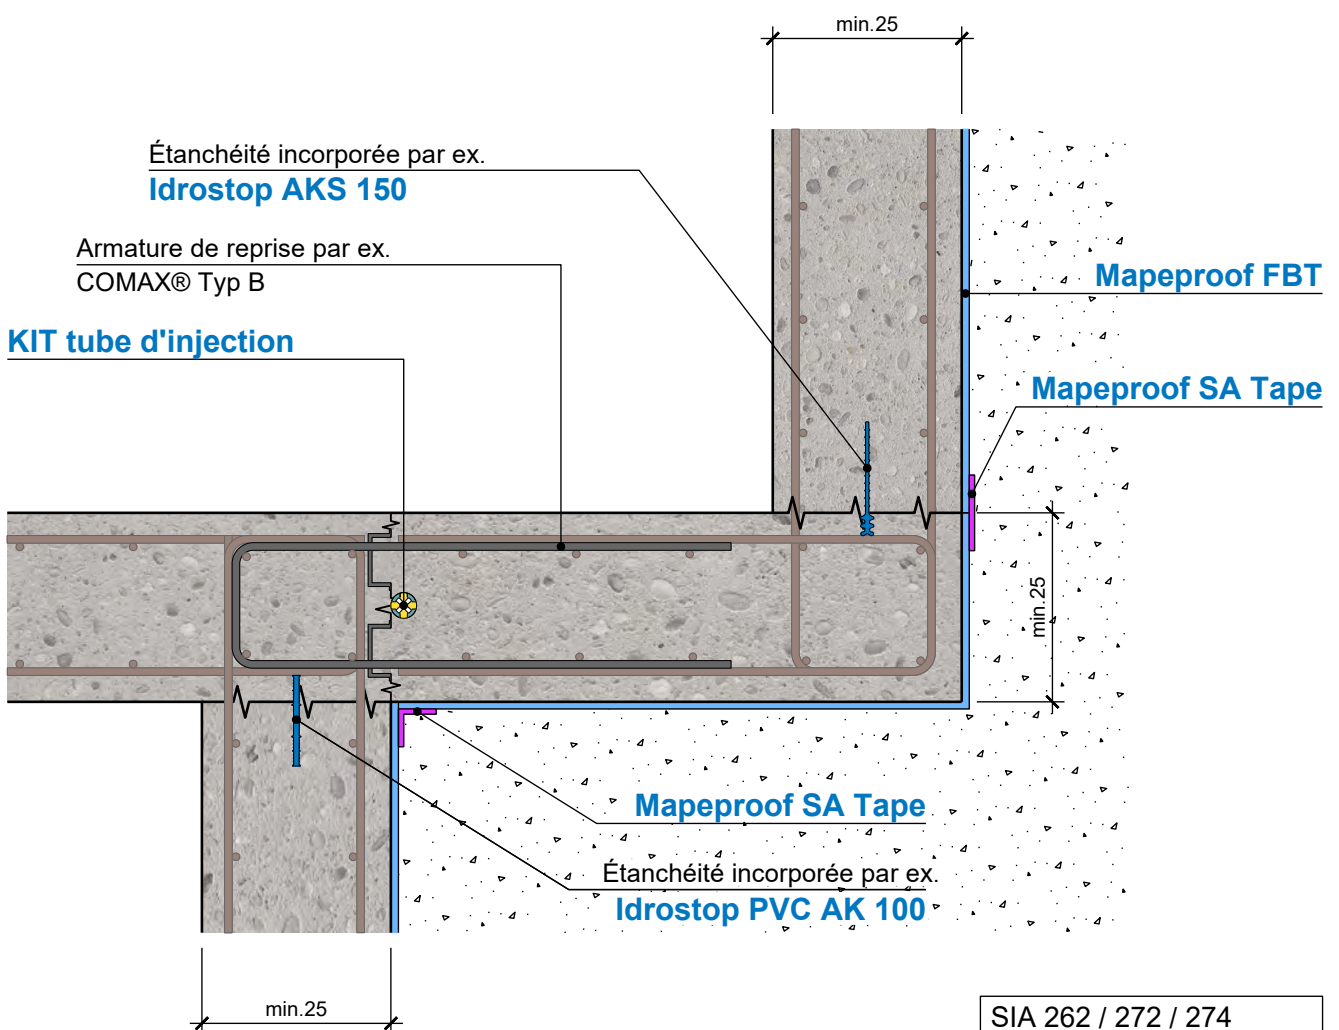 min.25
Étanchéité incorporée par ex.
Idrostop AKS 150
Armature de reprise par ex.
COMAX® Typ B
KIT tube d'injection
Mapeproof FBT
Mapeproof SA Tape
min.25
Mapeproof SA Tape
Étanchéité incorporée par ex.
Idrostop PVC AK 100
min.25
SIA 262 / 272 / 274